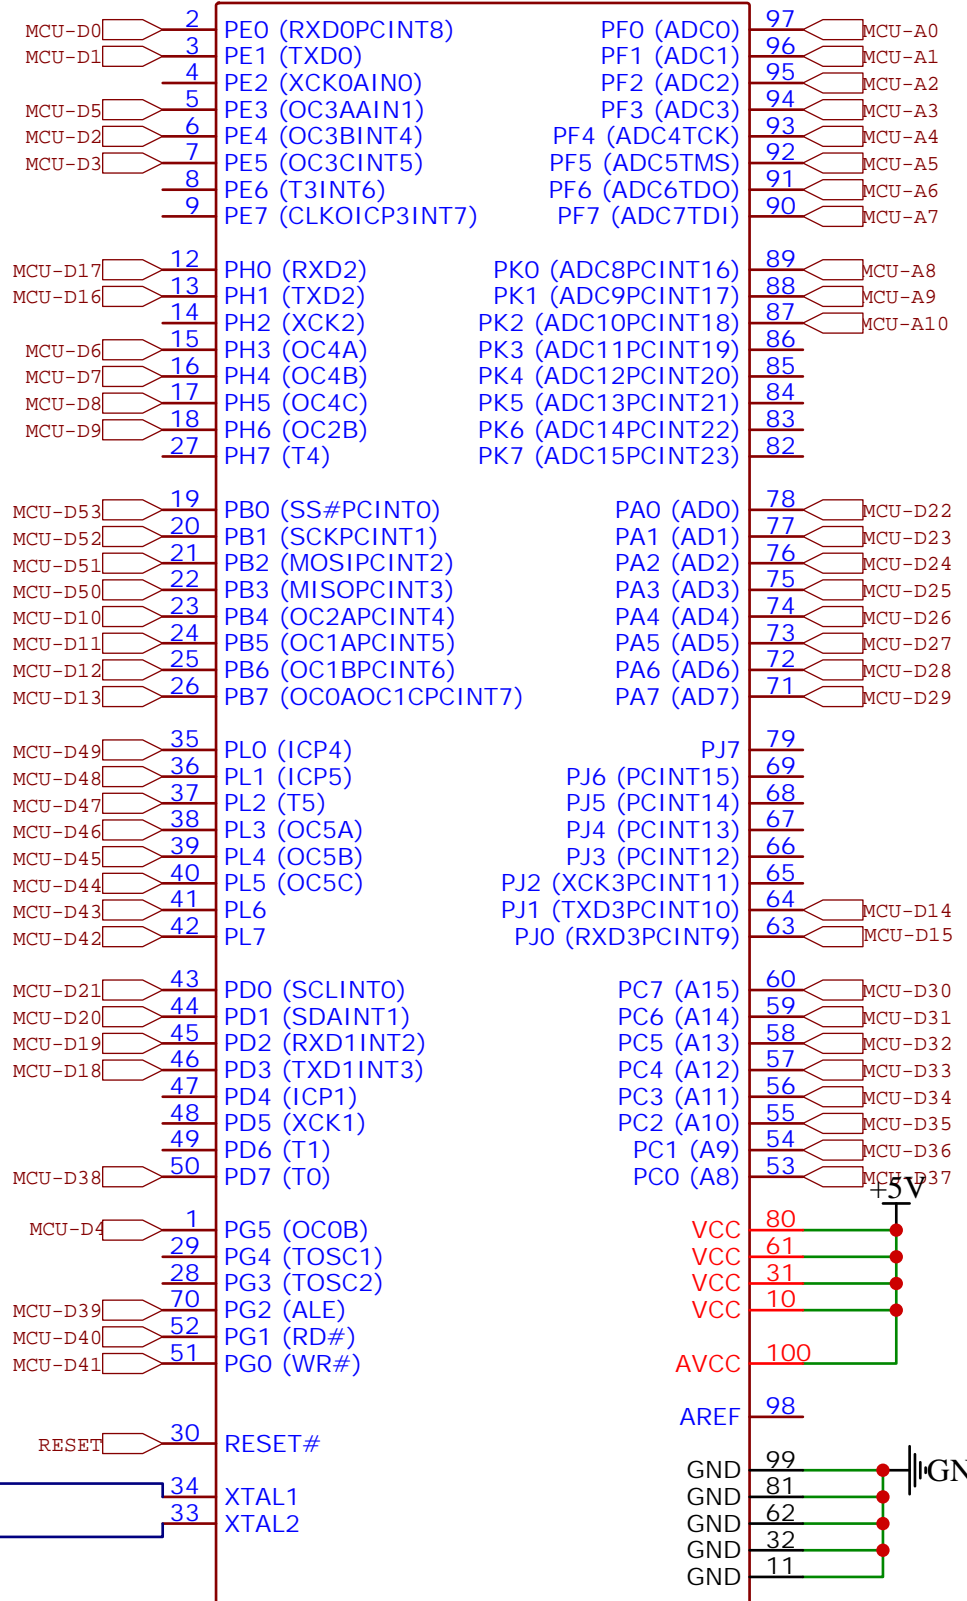 MCU-D0 2 PE0 (RXD0PCINT8) PF0 (ADC0) 97 MCU-A0
MCU-D1 3 PE1 (TXD0) PF1 (ADC1) 96 MCU-A1
4 PE2 (XCK0AIN0) PF2 (ADC2) 95 MCU-A2
MCU-D5 5 PE3 (OC3AAIN1) PF3 (ADC3) 94 MCU-A3
MCU-D2 6 PE4 (OC3BINT4) PF4 (ADC4TCK) 93 MCU-A4
MCU-D3 7 PE5 (OC3CINT5) PF5 (ADC5TMS) 92 MCU-A5
8 PE6 (T3INT6) PF6 (ADC6TDO) 91 MCU-A6
9 PE7 (CLKOICP3INT7) PF7 (ADC7TDI) 90 MCU-A7
MCU-D17 12 PH0 (RXD2) PK0 (ADC8PCINT16) 89 MCU-A8
MCU-D16 13 PH1 (TXD2) PK1 (ADC9PCINT17) 88 MCU-A9
14 PH2 (XCK2) PK2 (ADC10PCINT18) 87 MCU-A10
MCU-D6 15 PH3 (OC4A) PK3 (ADC11PCINT19) 86
MCU-D7 16 PH4 (OC4B) PK4 (ADC12PCINT20) 85
MCU-D8 17 PH5 (OC4C) PK5 (ADC13PCINT21) 84
MCU-D9 18 PH6 (OC2B) PK6 (ADC14PCINT22) 83
27 PH7 (T4) PK7 (ADC15PCINT23) 82
MCU-D53 19 PB0 (SS#PCINT0) PA0 (AD0) 78 MCU-D22
MCU-D52 20 PB1 (SCKPCINT1) PA1 (AD1) 77 MCU-D23
MCU-D51 21 PB2 (MOSIPCINT2) PA2 (AD2) 76 MCU-D24
MCU-D50 22 PB3 (MISOPCINT3) PA3 (AD3) 75 MCU-D25
MCU-D10 23 PB4 (OC2APCINT4) PA4 (AD4) 74 MCU-D26
MCU-D11 24 PB5 (OC1APCINT5) PA5 (AD5) 73 MCU-D27
MCU-D12 25 PB6 (OC1BPCINT6) PA6 (AD6) 72 MCU-D28
MCU-D13 26 PB7 (OC0AOC1CPCINT7) PA7 (AD7) 71 MCU-D29
MCU-D49 35 PL0 (ICP4) PJ7 79
MCU-D48 36 PL1 (ICP5) PJ6 (PCINT15) 69
MCU-D47 37 PL2 (T5) PJ5 (PCINT14) 68
MCU-D46 38 PL3 (OC5A) PJ4 (PCINT13) 67
MCU-D45 39 PL4 (OC5B) PJ3 (PCINT12) 66
MCU-D44 40 PL5 (OC5C) PJ2 (XCK3PCINT11) 65
MCU-D43 41 PL6 PJ1 (TXD3PCINT10) 64 MCU-D14
MCU-D42 42 PL7 PJ0 (RXD3PCINT9) 63 MCU-D15
MCU-D21 43 PD0 (SCLINT0) PC7 (A15) 60 MCU-D30
MCU-D20 44 PD1 (SDAINT1) PC6 (A14) 59 MCU-D31
MCU-D19 45 PD2 (RXD1INT2) PC5 (A13) 58 MCU-D32
MCU-D18 46 PD3 (TXD1INT3) PC4 (A12) 57 MCU-D33
47 PD4 (ICP1) PC3 (A11) 56 MCU-D34
48 PD5 (XCK1) PC2 (A10) 55 MCU-D35
49 PD6 (T1) PC1 (A9) 54 MCU-D36
MCU-D38 50 PD7 (T0) PC0 (A8) 53 MCU-D37
+5V
MCU-D4 1 PG5 (OC0B) VCC 80
29 PG4 (TOSC1) VCC 61
28 PG3 (TOSC2) VCC 31
MCU-D39 70 PG2 (ALE) VCC 10
MCU-D40 52 PG1 (RD#)
MCU-D41 51 PG0 (WR#) AVCC 100
AREF 98
RESET 30 RESET#
GND 99 GN
34 XTAL1 GND 81
33 XTAL2 GND 62
GND 32
GND 11